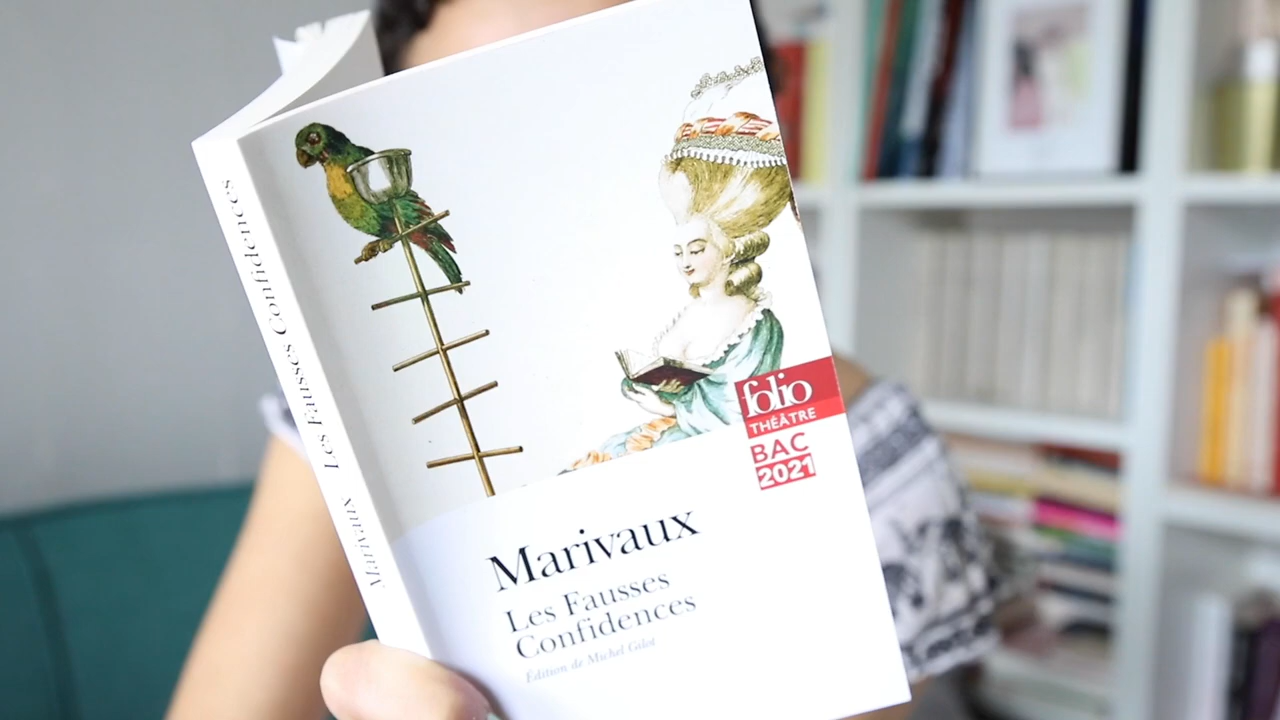 Les Fausses Confidences
Marivaux
folio
THÉÂTRE
BAC
2021
Marivaux
Les Fausses
Confidences
Édition de Michel Gilot